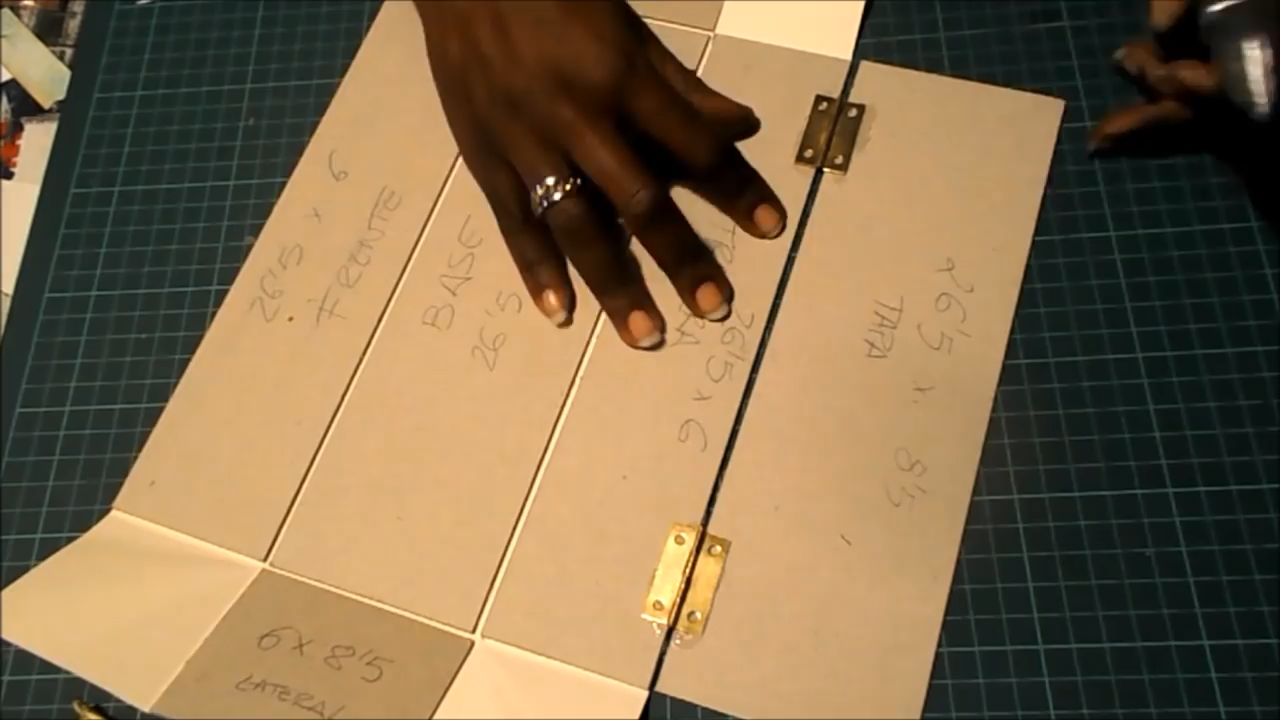 26'5 x 6
FRENTE
BASE
26'5
26'5 x 6
26'5 x 8'5
TAPA
6 x 8'5
LATERAL